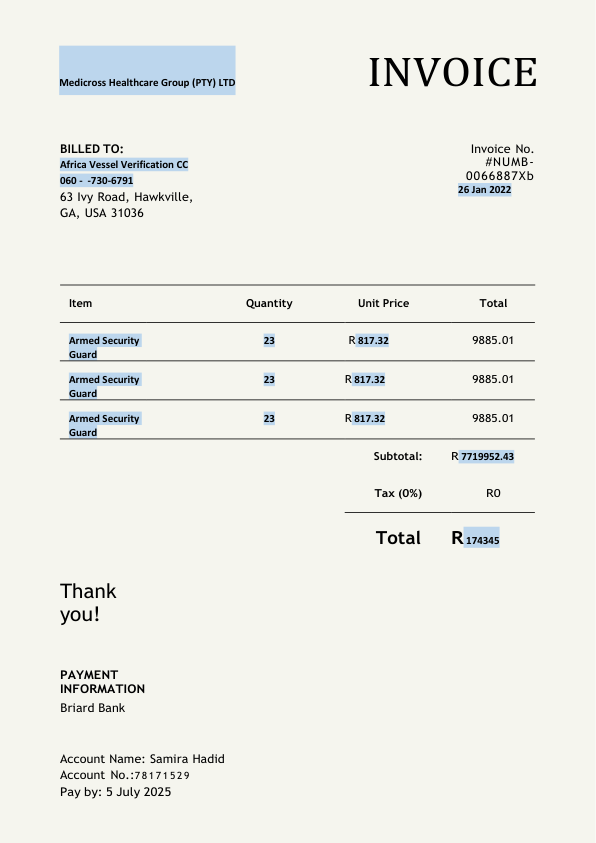 Medicross Healthcare Group (PTY) LTD
INVOICE
BILLED TO:
Africa Vessel Verification CC
060 -  -730-6791
63 Ivy Road, Hawkville,
GA, USA 31036
Invoice No.
#NUMB-
0066887Xb
26 Jan 2022
Item Quantity Unit Price Total
Armed Security
Guard
23 R 817.32 9885.01
Armed Security
Guard
23 R 817.32 9885.01
Armed Security
Guard
23 R 817.32 9885.01
Subtotal: R 7719952.43
Tax (0%) R0
Total R 174345
Thank
you!
PAYMENT
INFORMATION
Briard Bank
Account Name: Samira Hadid
Account No.:78171529
Pay by: 5 July 2025